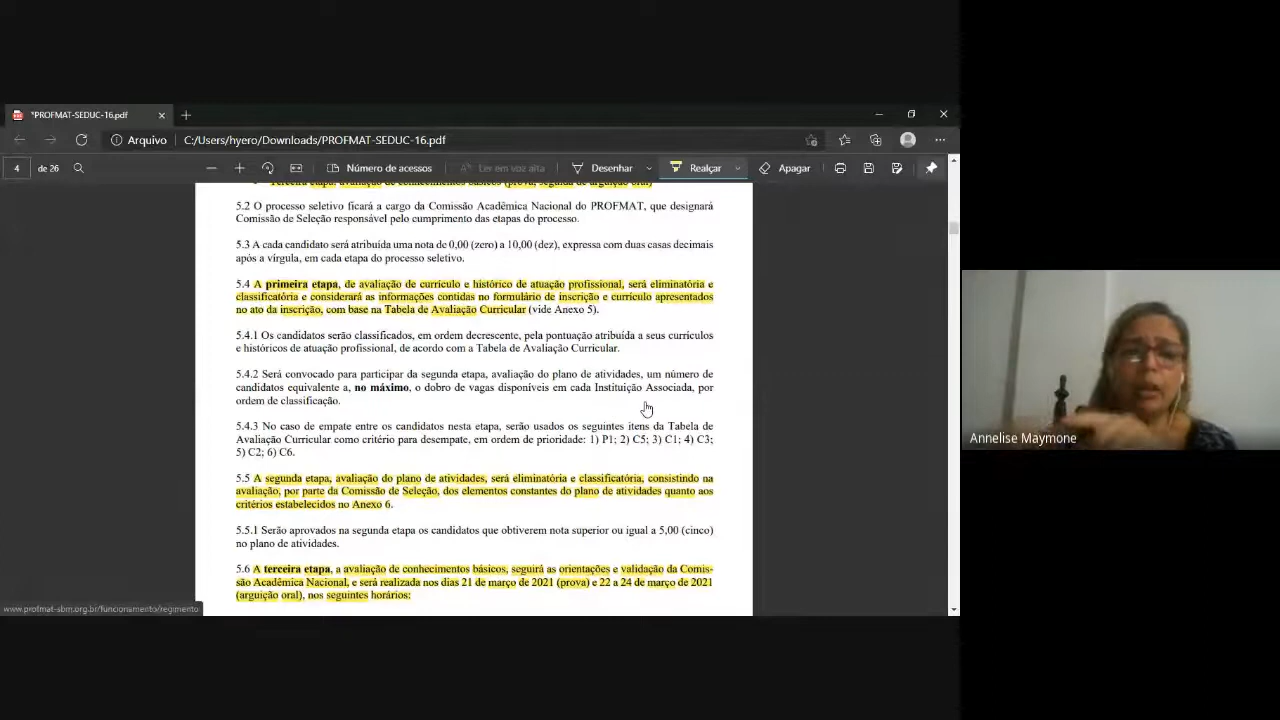 *PROFMAT-SEDUC-16.pdf
Arquivo C:/Users/hyero/Downloads/PROFMAT-SEDUC-16.pdf
4 de 26 Número de acessos Ler em voz alta Desenhar Realçar Apagar
Terceira etapa: avaliação de conhecimentos básicos (prova, seguida de arguição oral)
5.2 O processo seletivo ficará a cargo da Comissão Acadêmica Nacional do PROFMAT, que designará
Comissão de Seleção responsável pelo cumprimento das etapas do processo.
5.3 A cada candidato será atribuída uma nota de 0,00 (zero) a 10,00 (dez), expressa com duas casas decimais
após a vírgula, em cada etapa do processo seletivo.
5.4 A primeira etapa, de avaliação de currículo e histórico de atuação profissional, será eliminatória e
classificatória e considerará as informações contidas no formulário de inscrição e currículo apresentados
no ato da inscrição, com base na Tabela de Avaliação Curricular (vide Anexo 5).
5.4.1 Os candidatos serão classificados, em ordem decrescente, pela pontuação atribuída a seus currículos
e históricos de atuação profissional, de acordo com a Tabela de Avaliação Curricular.
5.4.2 Será convocado para participar da segunda etapa, avaliação do plano de atividades, um número de
candidatos equivalente a, no máximo, o dobro de vagas disponíveis em cada Instituição Associada, por
ordem de classificação.
5.4.3 No caso de empate entre os candidatos nesta etapa, serão usados os seguintes itens da Tabela de
Avaliação Curricular como critério para desempate, em ordem de prioridade: 1) P1; 2) C5; 3) C1; 4) C3;
5) C2; 6) C6.
5.5 A segunda etapa, avaliação do plano de atividades, será eliminatória e classificatória, consistindo na
avaliação, por parte da Comissão de Seleção, dos elementos constantes do plano de atividades quanto aos
critérios estabelecidos no Anexo 6.
5.5.1 Serão aprovados na segunda etapa os candidatos que obtiverem nota superior ou igual a 5,00 (cinco)
no plano de atividades.
5.6 A terceira etapa, a avaliação de conhecimentos básicos, seguirá as orientações e validação da Comis-
são Acadêmica Nacional, e será realizada nos dias 21 de março de 2021 (prova) e 22 a 24 de março de 2021
(arguição oral), nos seguintes horários:
www.profmat-sbm.org.br/funcionamento/regimento
Annelise Maymone